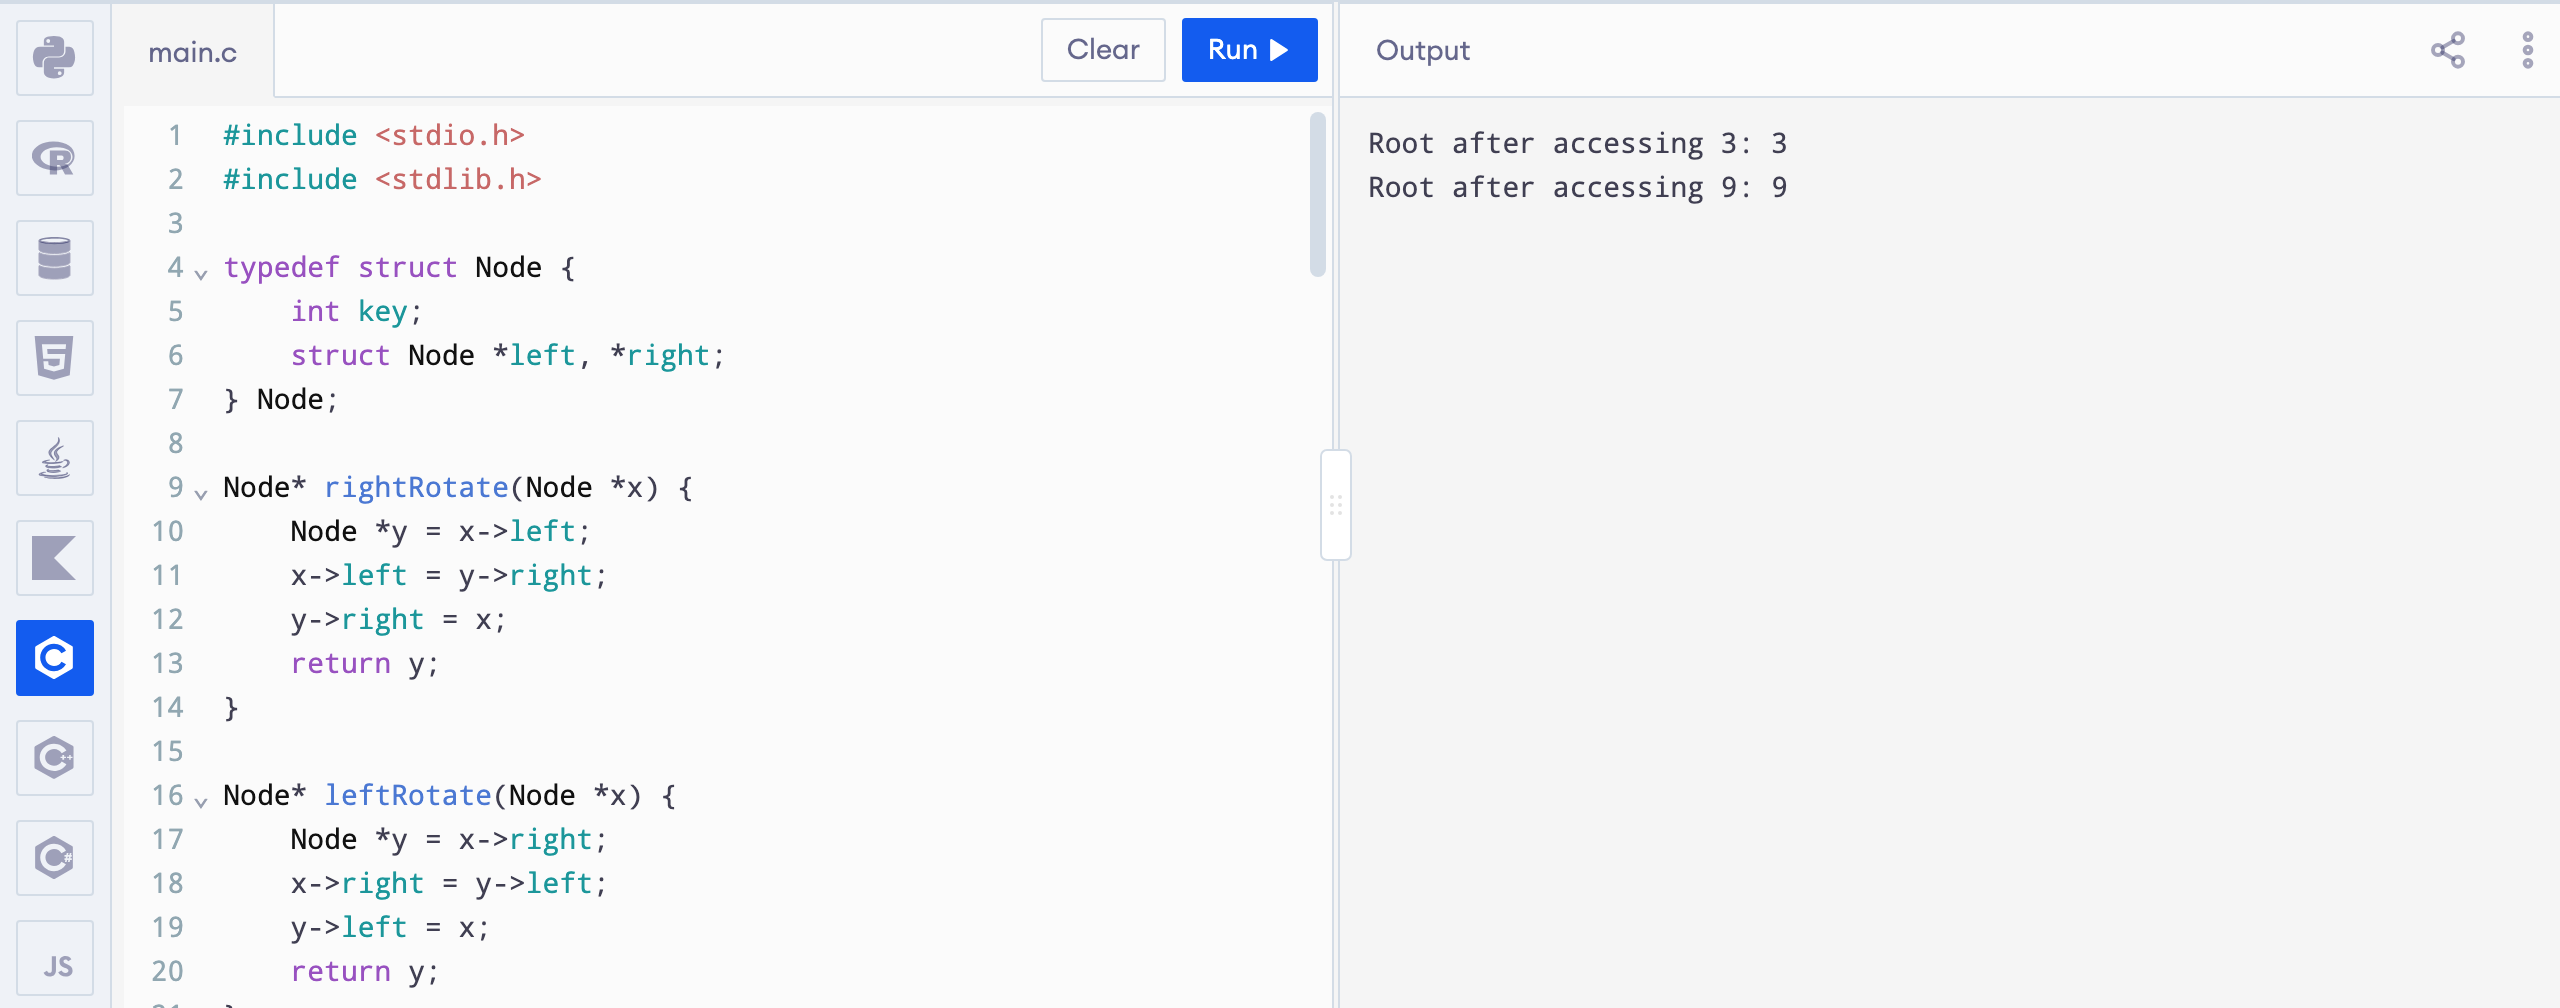 main.c
Clear
Run
Output
1 #include <stdio.h>
2 #include <stdlib.h>
3
4 typedef struct Node {
5 int key;
6 struct Node *left, *right;
7 } Node;
8
9 Node* rightRotate(Node *x) {
10 Node *y = x->left;
11 x->left = y->right;
12 y->right = x;
13 return y;
14 }
15
16 Node* leftRotate(Node *x) {
17 Node *y = x->right;
18 x->right = y->left;
19 y->left = x;
20 return y;
Root after accessing 3: 3
Root after accessing 9: 9
R
5
C
C++
C#
JS